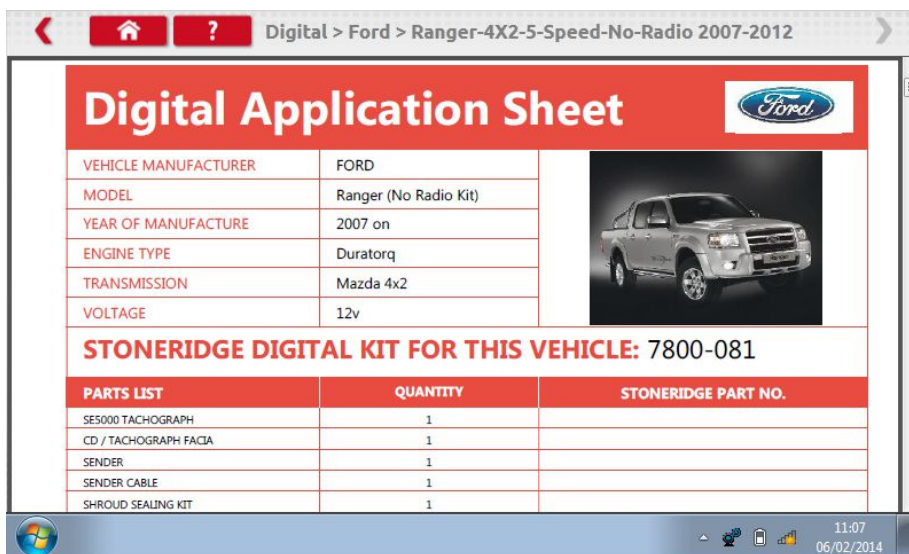 ? Digital > Ford > Ranger-4X2-5-Speed-No-Radio 2007-2012
Digital Application Sheet
Ford
VEHICLE MANUFACTURER FORD
MODEL Ranger (No Radio Kit)
YEAR OF MANUFACTURE 2007 on
ENGINE TYPE Duratorq
TRANSMISSION Mazda 4x2
VOLTAGE 12v
STONERIDGE DIGITAL KIT FOR THIS VEHICLE: 7800-081
PARTS LIST QUANTITY STONERIDGE PART NO.
SE5000 TACHOGRAPH 1
CD / TACHOGRAPH FACIA 1
SENDER 1
SENDER CABLE 1
SHROUD SEALING KIT 1
11:07
06/02/2014